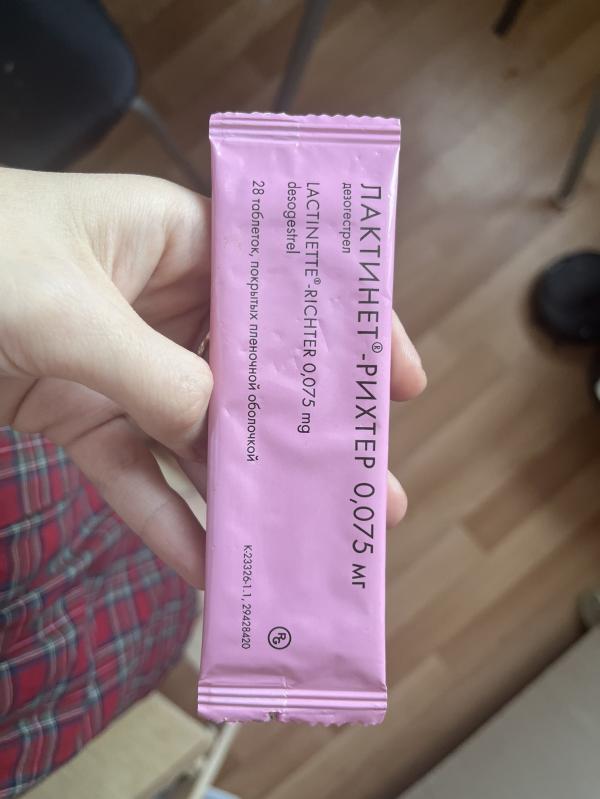 ЛАКТИНЕТ®-РИХТЕР 0,075 мг
дезогестрел
LACTINETTE®-RICHTER 0,075 mg
desogestrel
28 таблеток, покрытых пленочной оболочкой
K-23326-1.1, 29428420
RG